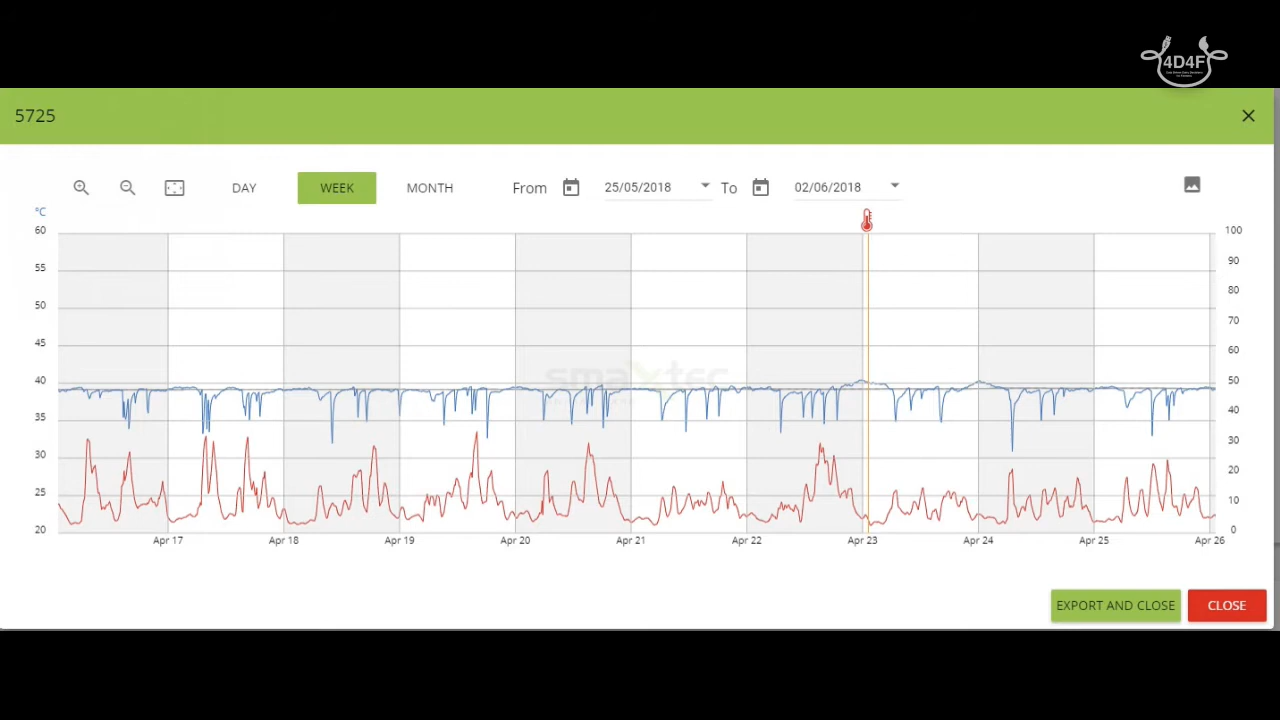 4D4F
5725
DAY WEEK MONTH From 25/05/2018 To 02/06/2018
°C
60 100
55 90
50 80
45 70
40 60
35 50
30 40
25 30
20 20
10
0
smaXtec
Apr 17 Apr 18 Apr 19 Apr 20 Apr 21 Apr 22 Apr 23 Apr 24 Apr 25 Apr 26
EXPORT AND CLOSE CLOSE